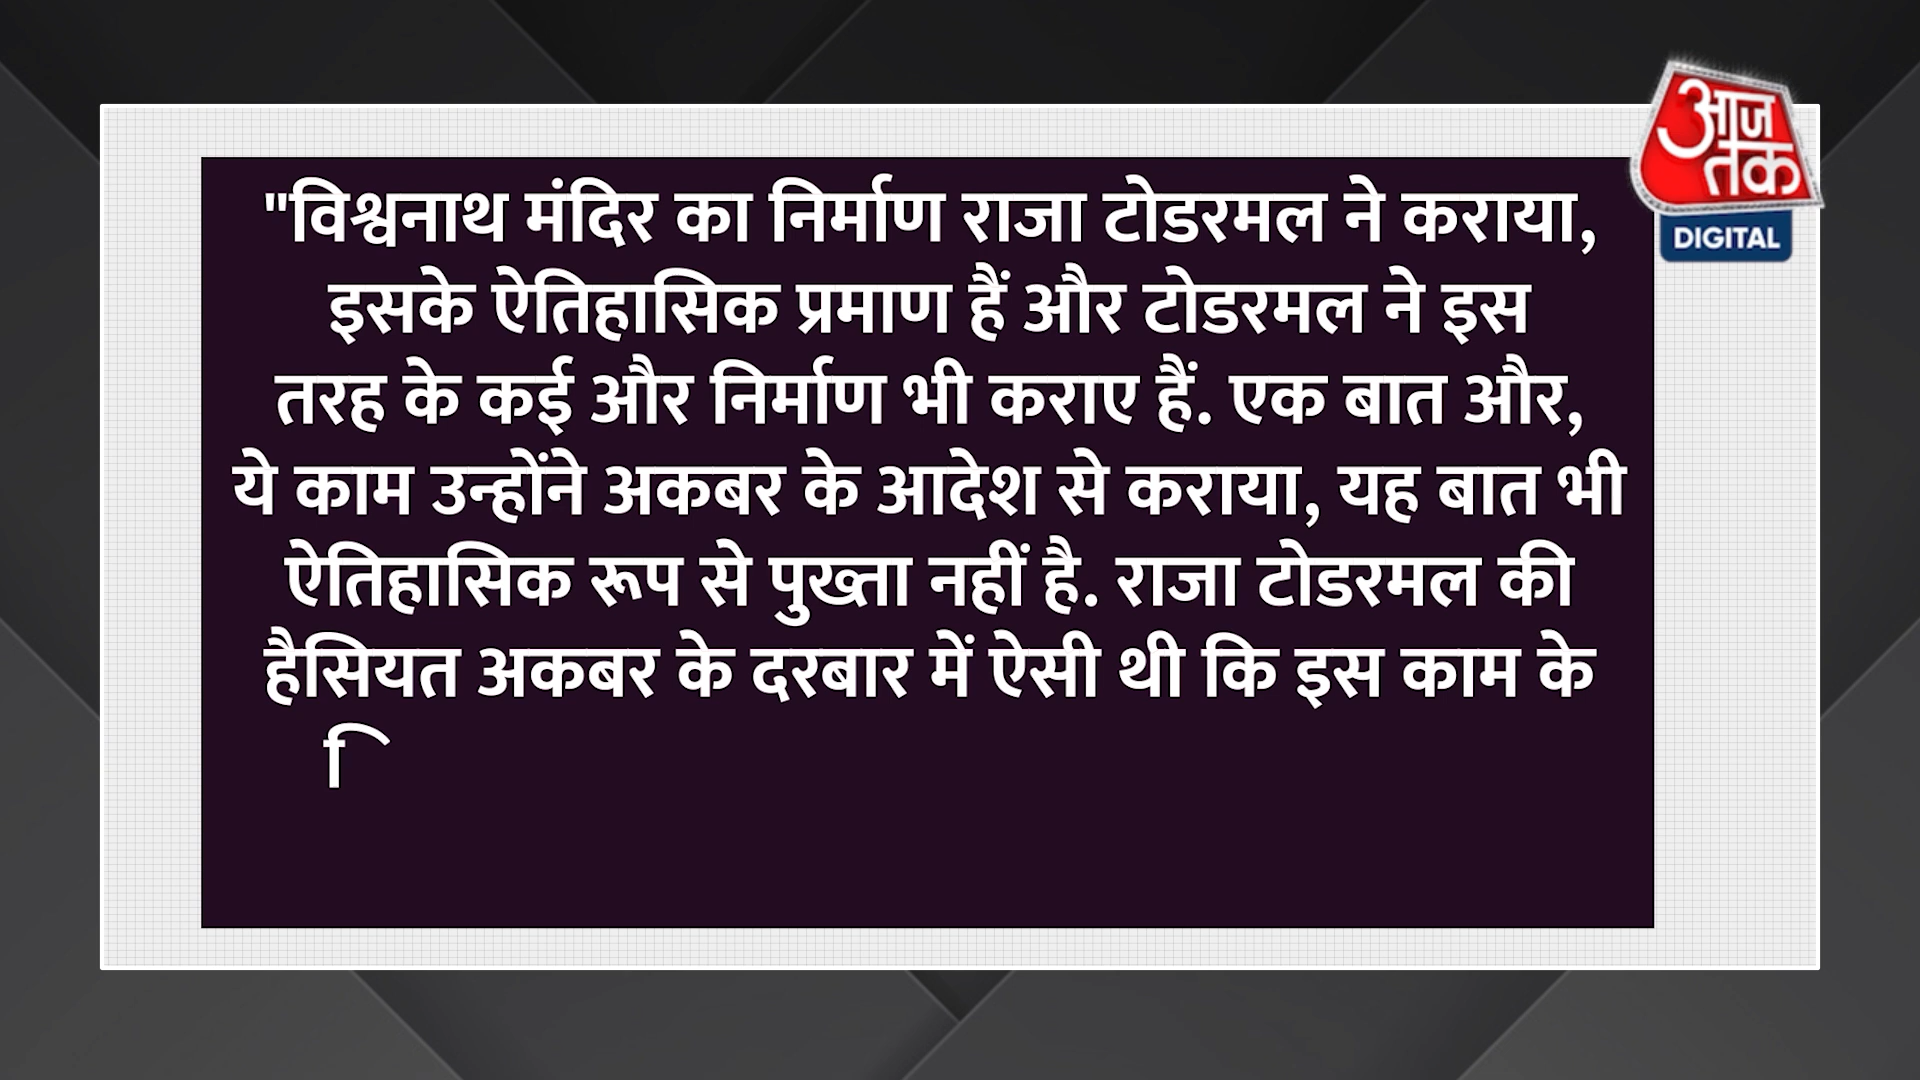 "विश्वनाथ मंदिर का निर्माण राजा टोडरमल ने कराया,
इसके ऐतिहासिक प्रमाण हैं और टोडरमल ने इस
तरह के कई और निर्माण भी कराए हैं. एक बात और,
ये काम उन्होंने अकबर के आदेश से कराया, यह बात भी
ऐतिहासिक रूप से पुख्ता नहीं है. राजा टोडरमल की
हैसियत अकबर के दरबार में ऐसी थी कि इस काम के
ि
आज
तक
DIGITAL